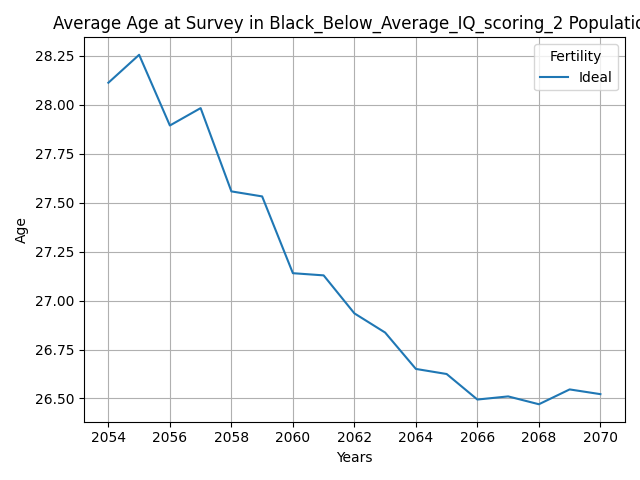 Average Age at Survey in Black_Below_Average_IQ_scoring_2 Populatio
Fertility
Ideal
28.25
28.00
27.75
27.50
27.25
27.00
26.75
26.50
Age
2054 2056 2058 2060 2062 2064 2066 2068 2070
Years